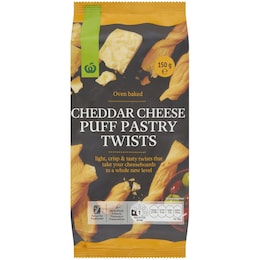 150 g
Oven baked
CHEDDAR CHEESE
PUFF PASTRY
TWISTS
light, crisp & tasty twists that
take your cheeseboards
to a whole new level